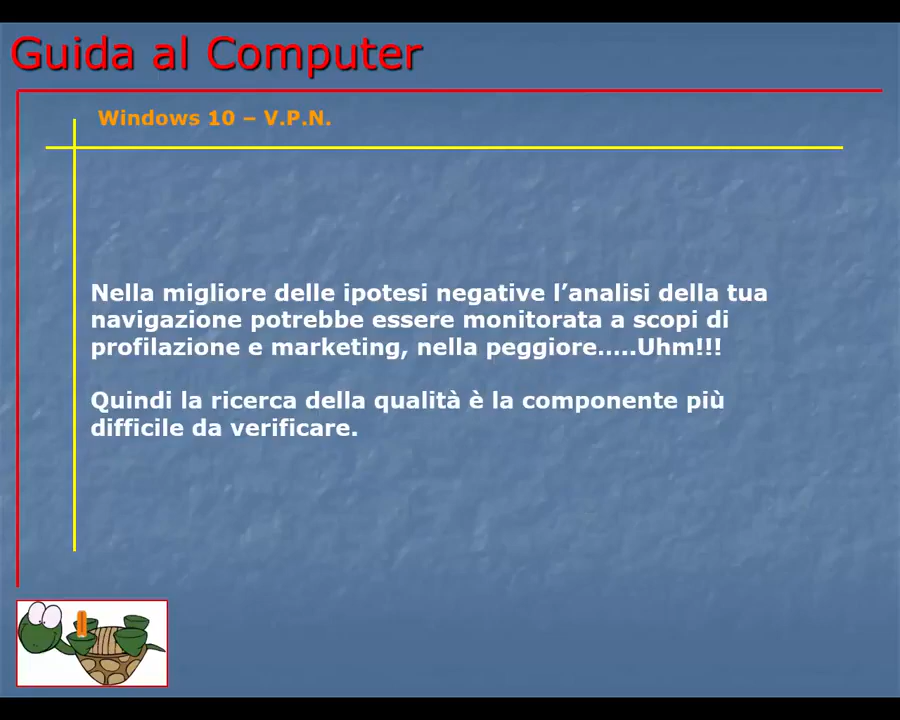 Guida al Computer
Windows 10 – V.P.N.
Nella migliore delle ipotesi negative l’analisi della tua
navigazione potrebbe essere monitorata a scopi di
profilazione e marketing, nella peggiore.....Uhm!!!
Quindi la ricerca della qualità è la componente più
difficile da verificare.